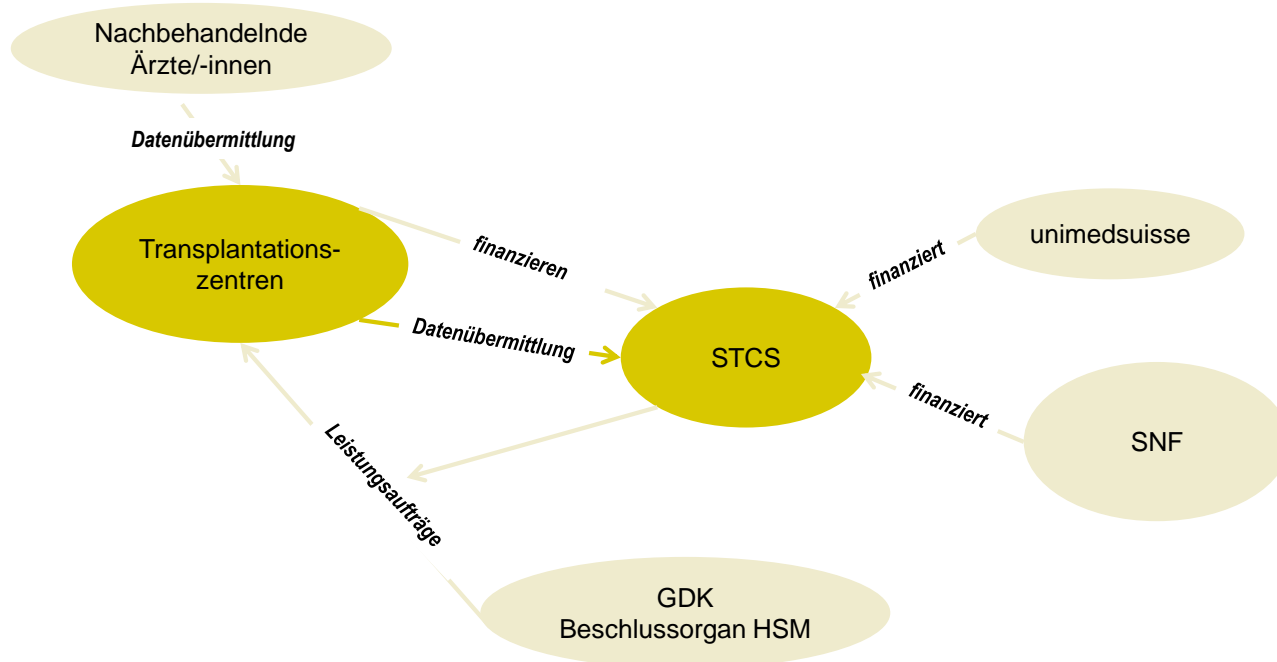 Nachbehandelnde
Ärzte/-innen
Datenübermittlung
Transplantations-
zentren
finanzieren
Datenübermittlung
STCS
unimedsuisse
finanziert
finanziert
SNF
Leistungsaufträge
GDK
Beschlussorgan HSM